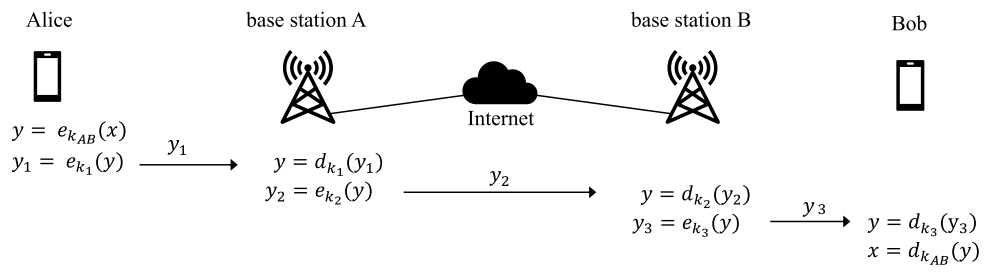 Alice
base station A
base station B
Bob
Internet
y = e_{k_{AB}}(x)
y_1 = e_{k_1}(y)
y_1
y = d_{k_1}(y_1)
y_2 = e_{k_2}(y)
y_2
y = d_{k_2}(y_2)
y_3 = e_{k_3}(y)
y_3
y = d_{k_3}(y_3)
x = d_{k_{AB}}(y)